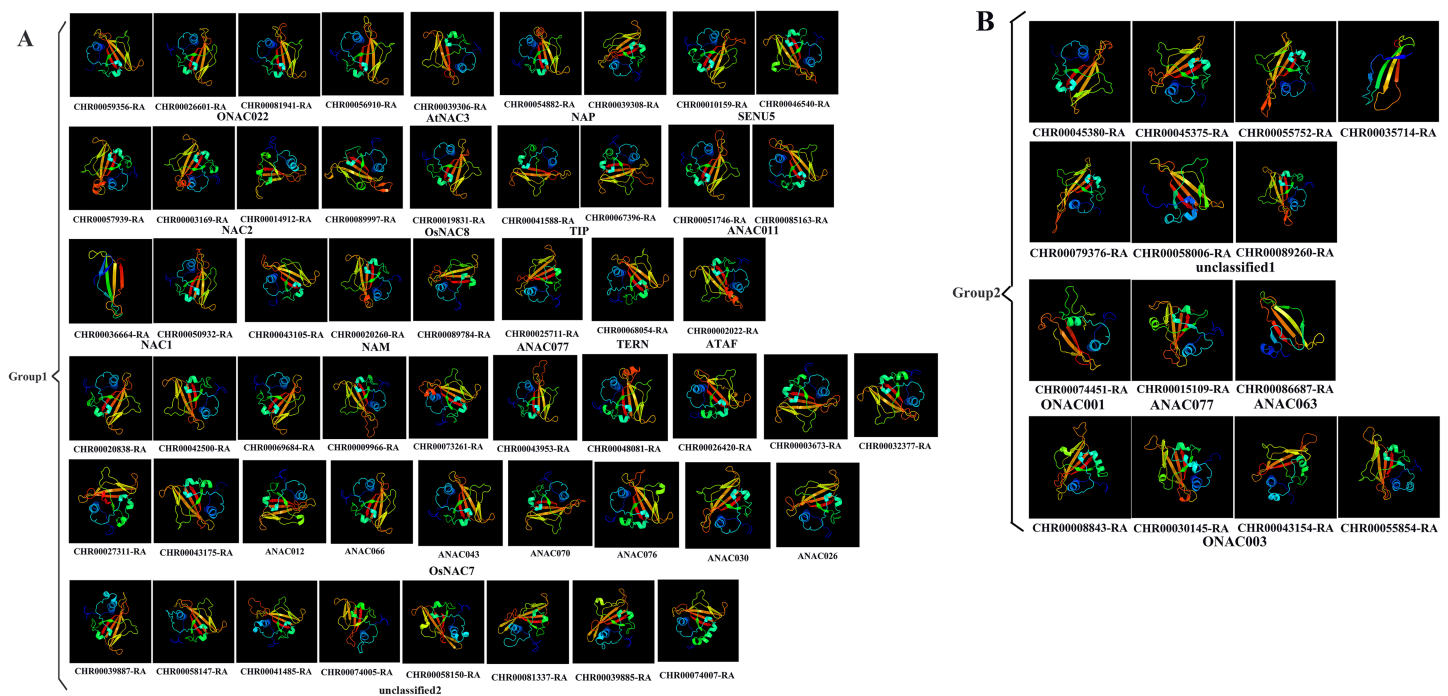 A
B
CHR00059356-RA CHR00026601-RA CHR00081941-RA CHR00056910-RA CHR00039306-RA CHR00054882-RA CHR00039308-RA CHR00010159-RA CHR00046540-RA
ONAC022 AtNAC3 NAP SENU5
CHR00057939-RA CHR00003169-RA CHR00014912-RA CHR00089997-RA CHR00019831-RA CHR00041588-RA CHR00067396-RA CHR00051746-RA CHR00085163-RA
NAC2 OsNAC8 TIP ANAC011
CHR00036664-RA CHR00050932-RA CHR00043105-RA CHR00020260-RA CHR00089784-RA CHR00025711-RA CHR00068054-RA CHR00002022-RA
NAC1 NAM ANAC077 TERN ATAF
Group1
CHR00020838-RA CHR00042500-RA CHR00069684-RA CHR00009966-RA CHR00073261-RA CHR00043953-RA CHR00048081-RA CHR00026420-RA CHR00003673-RA CHR00032377-RA
CHR00027311-RA CHR00043175-RA ANAC012 ANAC066 ANAC043 ANAC070 ANAC076 ANAC030 ANAC026
OsNAC7
CHR00039887-RA CHR00058147-RA CHR00041485-RA CHR00074005-RA CHR00058150-RA CHR00081337-RA CHR00039885-RA CHR00074007-RA
unclassified2
CHR00045380-RA CHR00045375-RA CHR00055752-RA CHR00035714-RA
CHR00079376-RA CHR00058006-RA CHR00089260-RA
unclassified1
Group2
CHR00074451-RA CHR00015109-RA CHR00086687-RA
ONAC001 ANAC077 ANAC063
CHR00008843-RA CHR00030145-RA CHR00043154-RA CHR00055854-RA
ONAC003